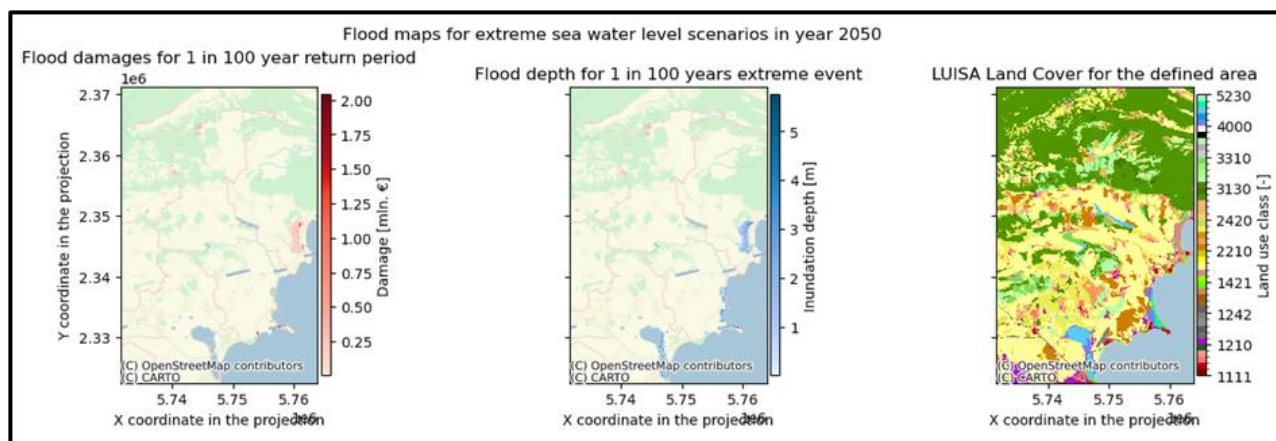 Flood maps for extreme sea water level scenarios in year 2050
Flood damages for 1 in 100 year return period
1e6
2.37
2.36
2.35
2.34
2.33
Y coordinate in the projection
(C) OpenStreetMap contributors
(C) CARTO
5.74
5.75
5.76
1e6
X coordinate in the projection
2.00
1.75
1.50
1.25
1.00
0.75
0.50
0.25
Damage [mln. €]
Flood depth for 1 in 100 years extreme event
(C) OpenStreetMap contributors
(C) CARTO
5.74
5.75
5.76
1e6
X coordinate in the projection
5
4
3
2
1
Inundation depth [m]
LUISA Land Cover for the defined area
(C) OpenStreetMap contributors
(C) CARTO
5.74
5.75
5.76
1e6
X coordinate in the projection
5230
4000
3310
3130
2420
2210
1421
1242
1210
1111
Land use class [-]